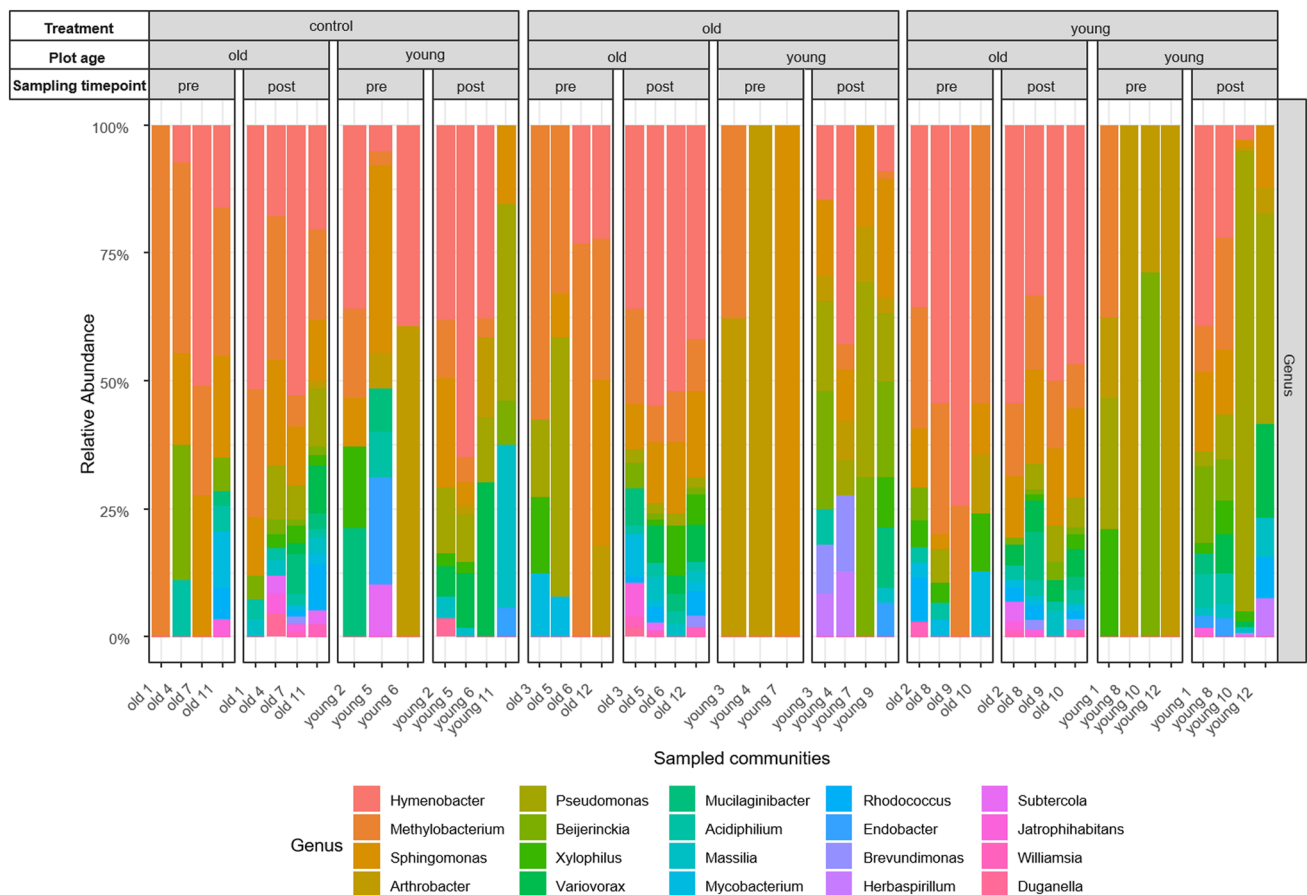 Treatment control old young
Plot age old young old young old young
Sampling timepoint pre post pre post pre post pre post pre post pre post
100%
75%
50%
25%
0%
Relative Abundance
Genus
old 1 old 4 old 7 old 11 old 1 old 4 old 7 old 11 young 2 young 5 young 6 young 2 young 5 young 6 young 11 old 3 old 5 old 6 old 12 old 3 old 5 old 6 old 12 young 3 young 4 young 7 young 3 young 4 young 7 young 9 old 2 old 8 old 9 old 10 old 2 old 8 old 9 old 10 young 1 young 8 young 10 young 12 young 1 young 8 young 10 young 12
Sampled communities
Genus
Hymenobacter
Methylobacterium
Sphingomonas
Arthrobacter
Pseudomonas
Beijerinckia
Xylophilus
Variovorax
Mucilaginibacter
Acidiphilium
Massilia
Mycobacterium
Rhodococcus
Endobacter
Brevundimonas
Herbaspirillum
Subtercola
Jatrophihabitans
Williamsia
Duganella